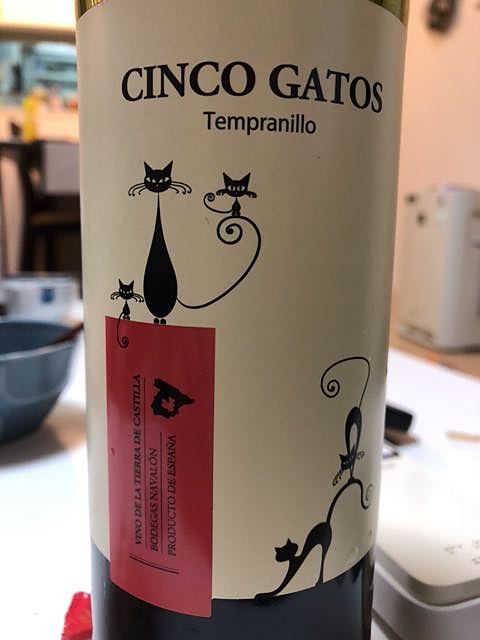 CINCO GATOS
Tempranillo
VINO DE LA TIERRA DE CASTILLA
BODEGAS NAVALÓN
PRODUCTO DE ESPAÑA